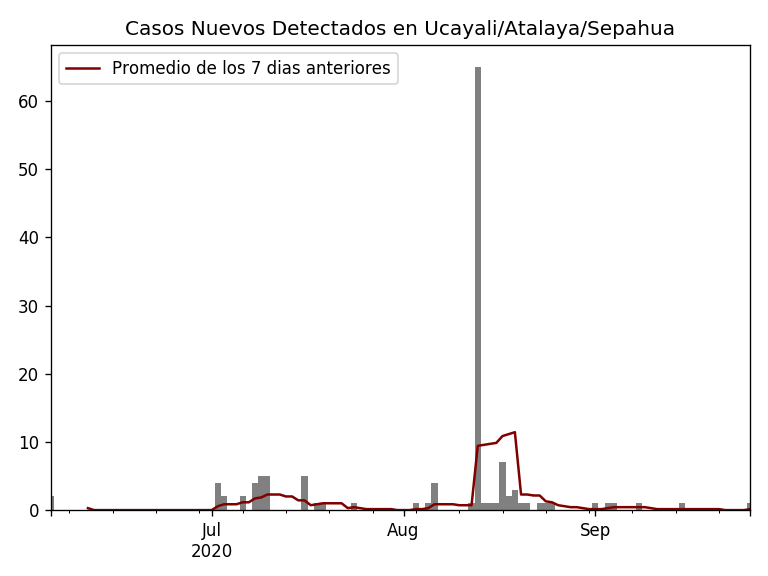 Casos Nuevos Detectados en Ucayali/Atalaya/Sepahua
Promedio de los 7 dias anteriores
60
50
40
30
20
10
0
Jul
2020
Aug
Sep